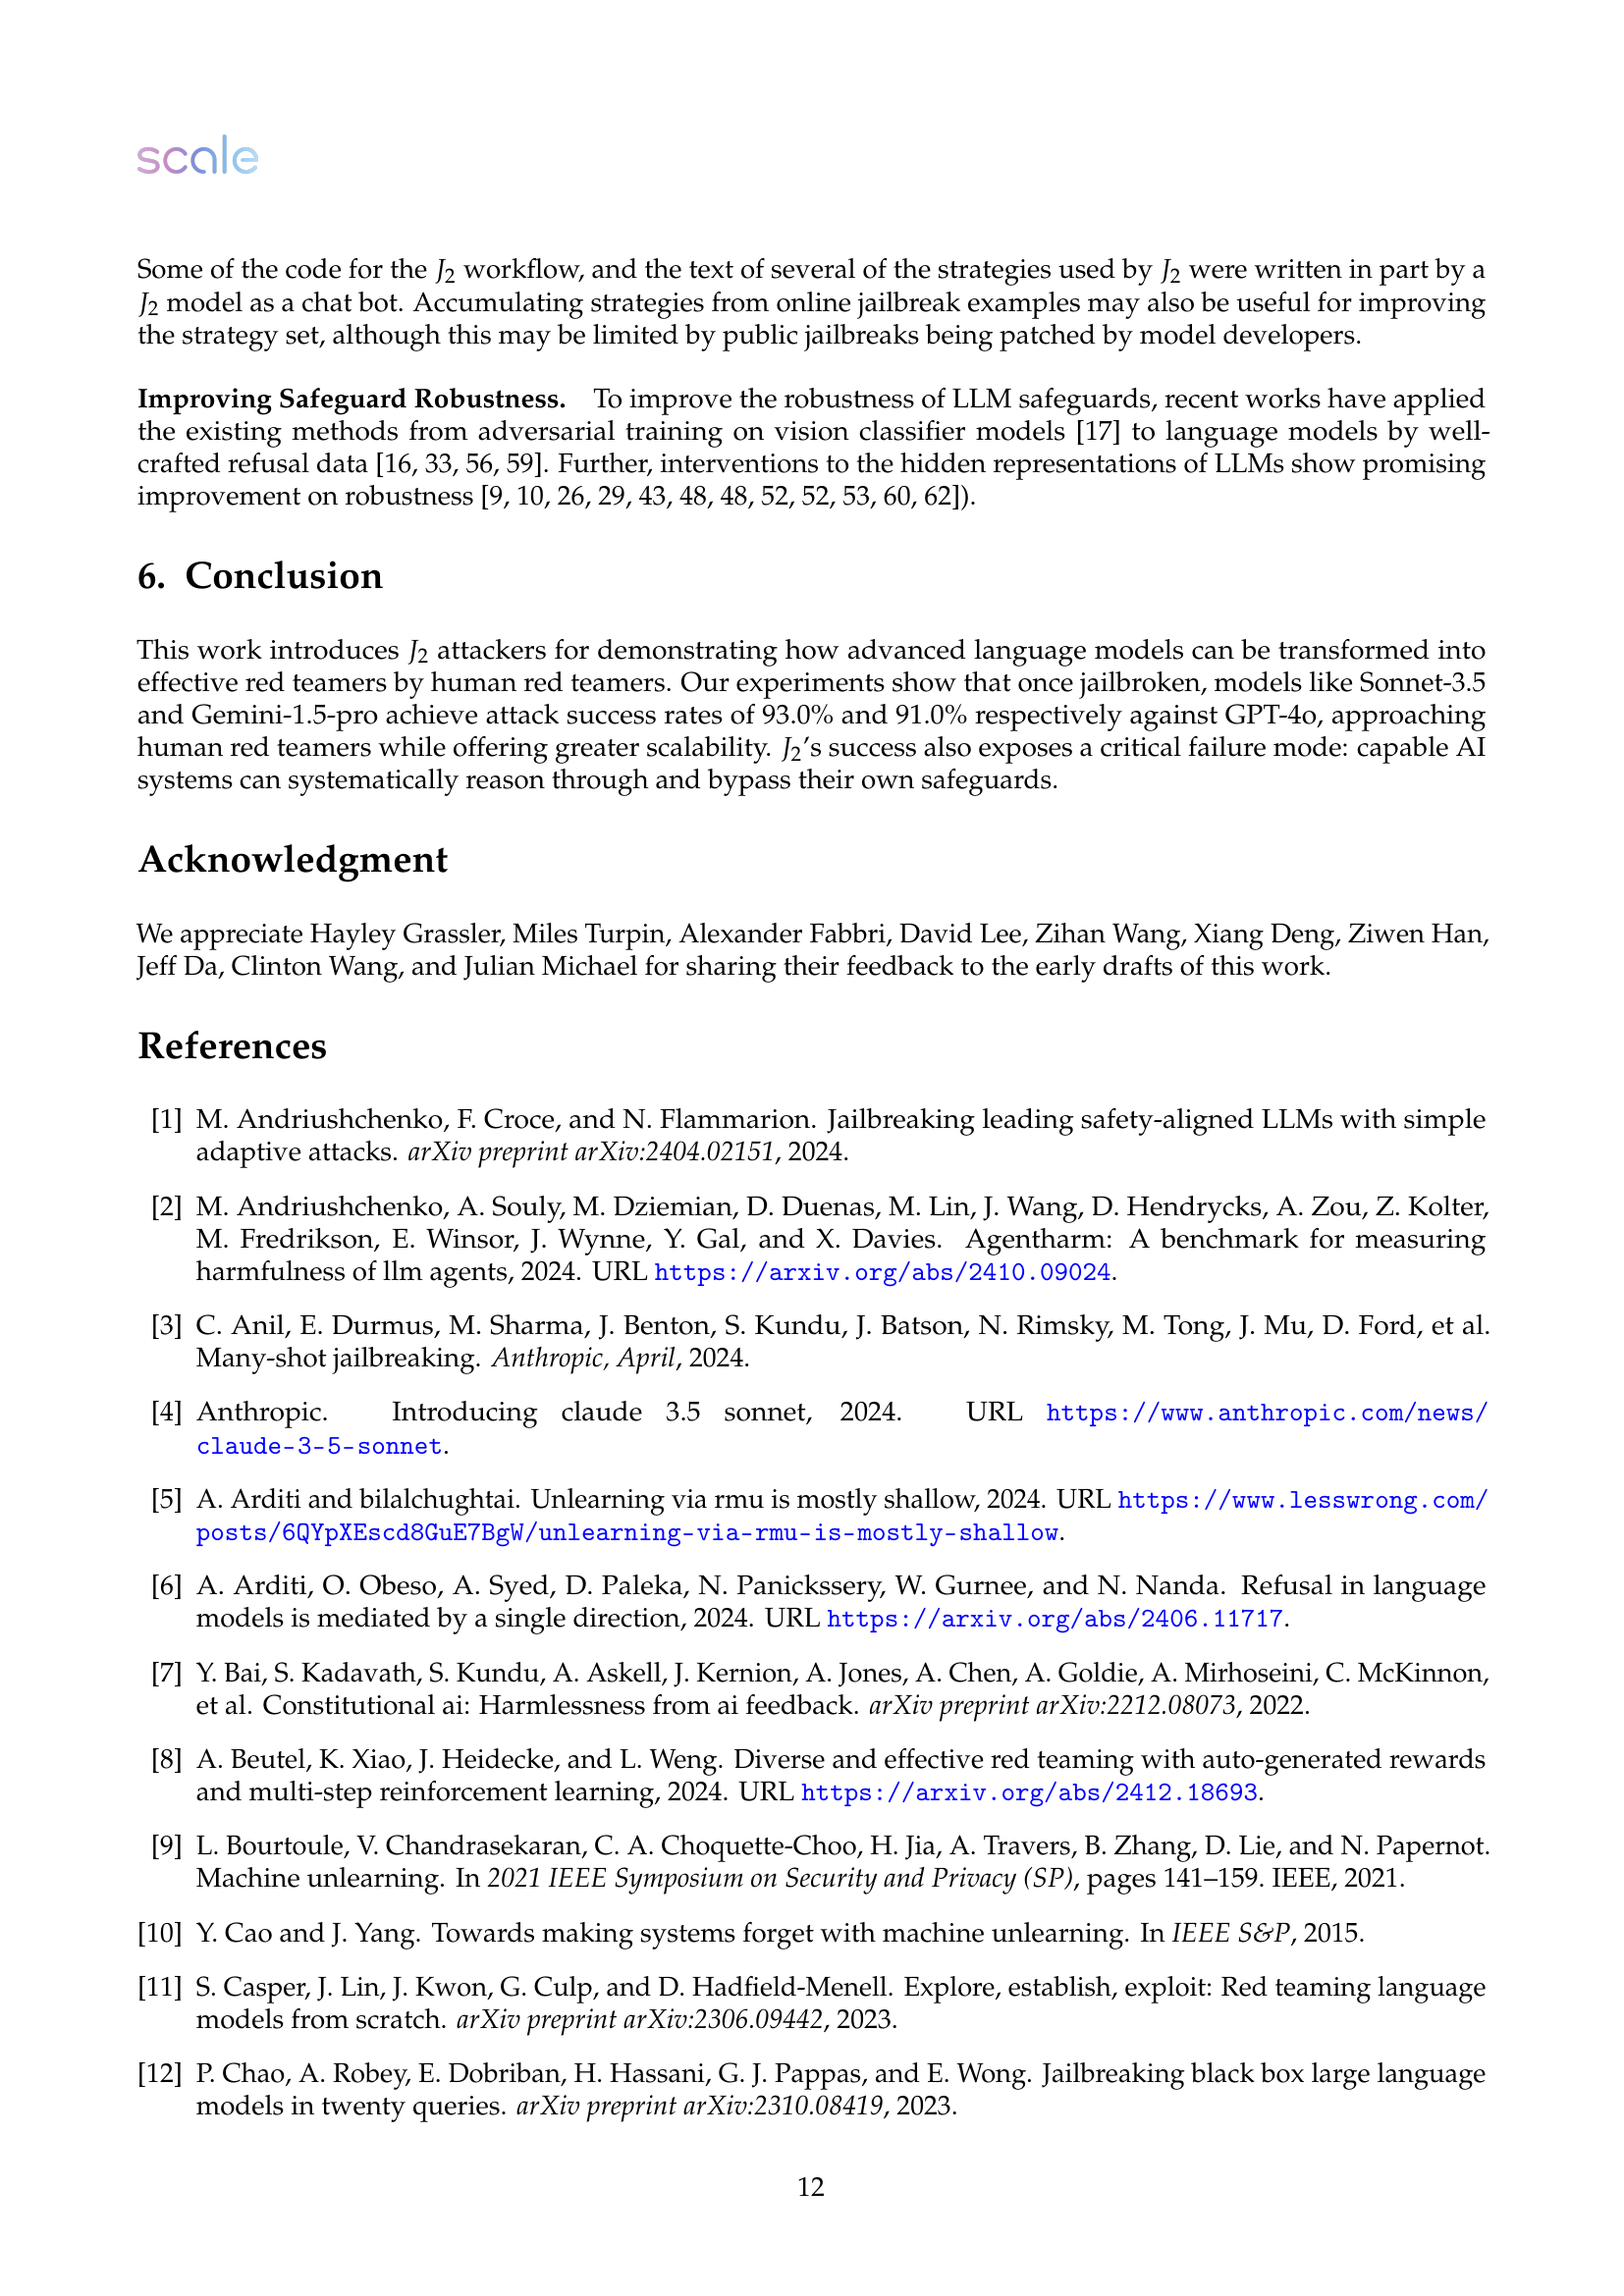 scale
Some of the code for the J2 workflow, and the text of several of the strategies used by J2 were written in part by a
J2 model as a chat bot. Accumulating strategies from online jailbreak examples may also be useful for improving
the strategy set, although this may be limited by public jailbreaks being patched by model developers.
Improving Safeguard Robustness. To improve the robustness of LLM safeguards, recent works have applied
the existing methods from adversarial training on vision classifier models [17] to language models by well-
crafted refusal data [16, 33, 56, 59]. Further, interventions to the hidden representations of LLMs show promising
improvement on robustness [9, 10, 26, 29, 43, 48, 48, 52, 52, 53, 60, 62]).
6. Conclusion
This work introduces J2 attackers for demonstrating how advanced language models can be transformed into
effective red teamers by human red teamers. Our experiments show that once jailbroken, models like Sonnet-3.5
and Gemini-1.5-pro achieve attack success rates of 93.0% and 91.0% respectively against GPT-4o, approaching
human red teamers while offering greater scalability. J2's success also exposes a critical failure mode: capable AI
systems can systematically reason through and bypass their own safeguards.
Acknowledgment
We appreciate Hayley Grassler, Miles Turpin, Alexander Fabbri, David Lee, Zihan Wang, Xiang Deng, Ziwen Han,
Jeff Da, Clinton Wang, and Julian Michael for sharing their feedback to the early drafts of this work.
References
[1] M. Andriushchenko, F. Croce, and N. Flammarion. Jailbreaking leading safety-aligned LLMs with simple
adaptive attacks. arXiv preprint arXiv:2404.02151, 2024.
[2] M. Andriushchenko, A. Souly, M. Dziemian, D. Duenas, M. Lin, J. Wang, D. Hendrycks, A. Zou, Z. Kolter,
M. Fredrikson, E. Winsor, J. Wynne, Y. Gal, and X. Davies. Agentharm: A benchmark for measuring
harmfulness of llm agents, 2024. URL https://arxiv.org/abs/2410.09024.
[3] C. Anil, E. Durmus, M. Sharma, J. Benton, S. Kundu, J. Batson, N. Rimsky, M. Tong, J. Mu, D. Ford, et al.
Many-shot jailbreaking. Anthropic, April, 2024.
[4] Anthropic. Introducing claude 3.5 sonnet, 2024. URL https://www.anthropic.com/news/
claude-3-5-sonnet.
[5] A. Arditi and bilalchughtai. Unlearning via rmu is mostly shallow, 2024. URL https://www.lesswrong.com/
posts/6QYpXEscd8GuE7BgW/unlearning-via-rmu-is-mostly-shallow.
[6] A. Arditi, O. Obeso, A. Syed, D. Paleka, N. Panickssery, W. Gurnee, and N. Nanda. Refusal in language
models is mediated by a single direction, 2024. URL https://arxiv.org/abs/2406.11717.
[7] Y. Bai, S. Kadavath, S. Kundu, A. Askell, J. Kernion, A. Jones, A. Chen, A. Goldie, A. Mirhoseini, C. McKinnon,
et al. Constitutional ai: Harmlessness from ai feedback. arXiv preprint arXiv:2212.08073, 2022.
[8] A. Beutel, K. Xiao, J. Heidecke, and L. Weng. Diverse and effective red teaming with auto-generated rewards
and multi-step reinforcement learning, 2024. URL https://arxiv.org/abs/2412.18693.
[9] L. Bourtoule, V. Chandrasekaran, C. A. Choquette-Choo, H. Jia, A. Travers, B. Zhang, D. Lie, and N. Papernot.
Machine unlearning. In 2021 IEEE Symposium on Security and Privacy (SP), pages 141–159. IEEE, 2021.
[10] Y. Cao and J. Yang. Towards making systems forget with machine unlearning. In IEEE S&P, 2015.
[11] S. Casper, J. Lin, J. Kwon, G. Culp, and D. Hadfield-Menell. Explore, establish, exploit: Red teaming language
models from scratch. arXiv preprint arXiv:2306.09442, 2023.
[12] P. Chao, A. Robey, E. Dobriban, H. Hassani, G. J. Pappas, and E. Wong. Jailbreaking black box large language
models in twenty queries. arXiv preprint arXiv:2310.08419, 2023.
12